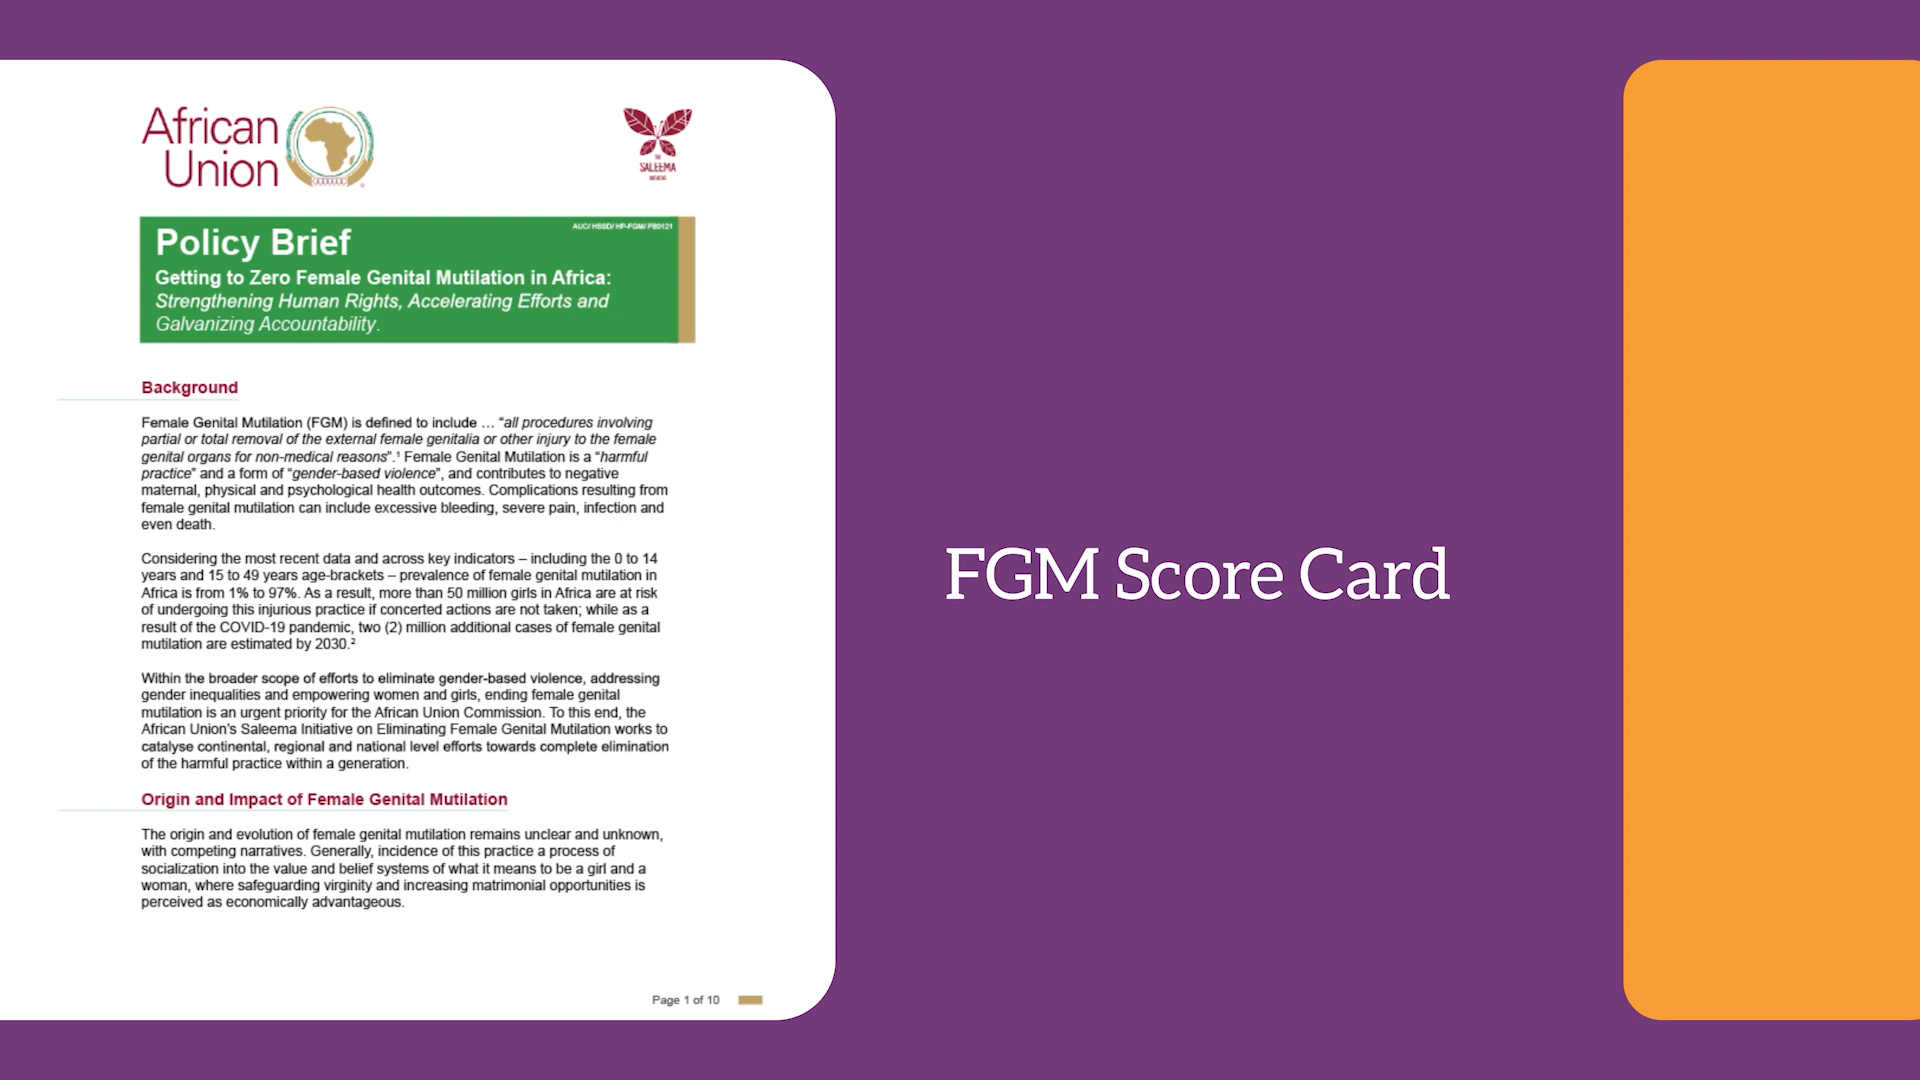 African
Union
THE
SALEEMA
INITIATIVE
AUC/ HSSD/ HP-FGM/ PB0121
Policy Brief
Getting to Zero Female Genital Mutilation in Africa:
Strengthening Human Rights, Accelerating Efforts and
Galvanizing Accountability.
Background
Female Genital Mutilation (FGM) is defined to include … “all procedures involving
partial or total removal of the external female genitalia or other injury to the female
genital organs for non-medical reasons”.¹ Female Genital Mutilation is a “harmful
practice” and a form of “gender-based violence”, and contributes to negative
maternal, physical and psychological health outcomes. Complications resulting from
female genital mutilation can include excessive bleeding, severe pain, infection and
even death.
Considering the most recent data and across key indicators – including the 0 to 14
years and 15 to 49 years age-brackets – prevalence of female genital mutilation in
Africa is from 1% to 97%. As a result, more than 50 million girls in Africa are at risk
of undergoing this injurious practice if concerted actions are not taken; while as a
result of the COVID-19 pandemic, two (2) million additional cases of female genital
mutilation are estimated by 2030.²
Within the broader scope of efforts to eliminate gender-based violence, addressing
gender inequalities and empowering women and girls, ending female genital
mutilation is an urgent priority for the African Union Commission. To this end, the
African Union’s Saleema Initiative on Eliminating Female Genital Mutilation works to
catalyse continental, regional and national level efforts towards complete elimination
of the harmful practice within a generation.
Origin and Impact of Female Genital Mutilation
The origin and evolution of female genital mutilation remains unclear and unknown,
with competing narratives. Generally, incidence of this practice a process of
socialization into the value and belief systems of what it means to be a girl and a
woman, where safeguarding virginity and increasing matrimonial opportunities is
perceived as economically advantageous.
Page 1 of 10
FGM Score Card